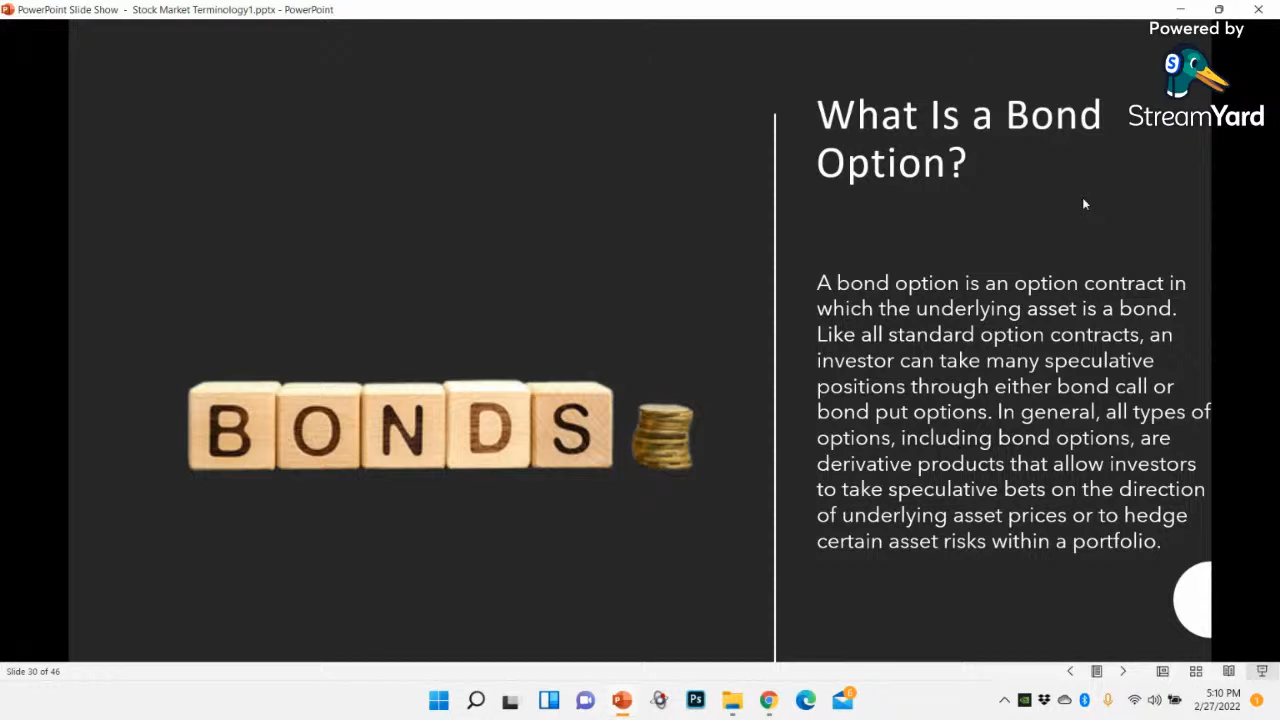 PowerPoint Slide Show - Stock Market Terminology1.pptx - PowerPoint
Powered by
S
StreamYard
What Is a Bond
Option?
A bond option is an option contract in
which the underlying asset is a bond.
Like all standard option contracts, an
investor can take many speculative
positions through either bond call or
bond put options. In general, all types of
options, including bond options, are
derivative products that allow investors
to take speculative bets on the direction
of underlying asset prices or to hedge
certain asset risks within a portfolio.
BONDS
Slide 30 of 46
Ps
6
5:10 PM
2/27/2022
1